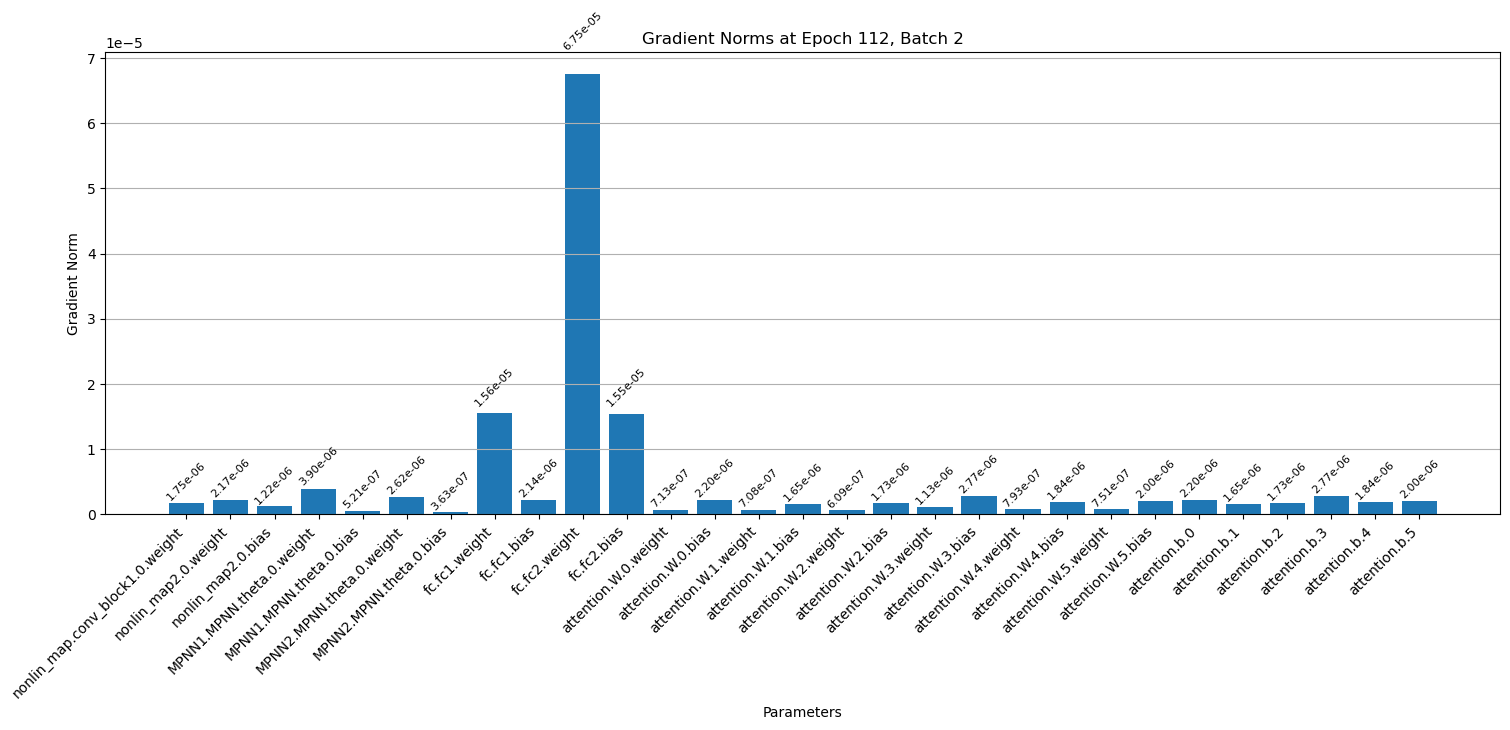 Gradient Norms at Epoch 112, Batch 2
1e−5
7
6
5
4
3
2
1
0
Gradient Norm
1.75e-06
2.17e-06
1.22e-06
3.90e-06
5.21e-07
2.62e-06
3.63e-07
1.56e-05
2.14e-06
6.75e-05
1.55e-05
7.13e-07
2.20e-06
7.08e-07
1.65e-06
6.09e-07
1.73e-06
1.13e-06
2.77e-06
7.93e-07
1.84e-06
7.51e-07
2.00e-06
2.20e-06
1.65e-06
1.73e-06
2.77e-06
1.84e-06
2.00e-06
nonlin_map.conv_block1.0.weight
nonlin_map2.0.weight
nonlin_map2.0.bias
MPNN1.MPNN.theta.0.weight
MPNN1.MPNN.theta.0.bias
MPNN2.MPNN.theta.0.weight
MPNN2.MPNN.theta.0.bias
fc.fc1.weight
fc.fc1.bias
fc.fc2.weight
fc.fc2.bias
attention.W.0.weight
attention.W.0.bias
attention.W.1.weight
attention.W.1.bias
attention.W.2.weight
attention.W.2.bias
attention.W.3.weight
attention.W.3.bias
attention.W.4.weight
attention.W.4.bias
attention.W.5.weight
attention.W.5.bias
attention.b.0
attention.b.1
attention.b.2
attention.b.3
attention.b.4
attention.b.5
Parameters